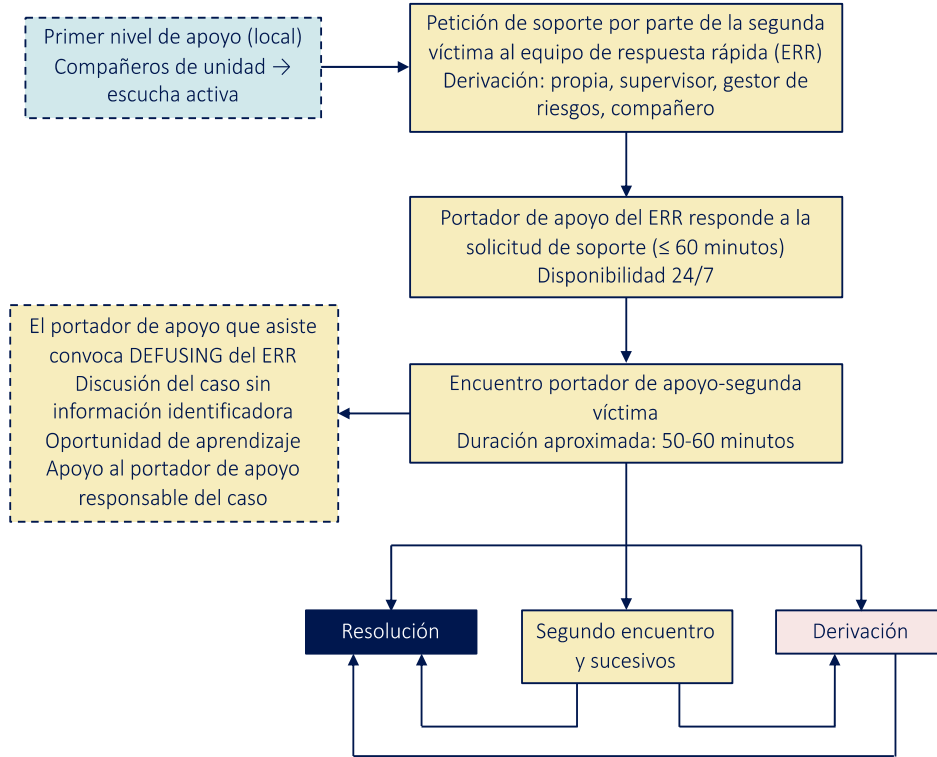 Primer nivel de apoyo (local)
Compañeros de unidad →
escucha activa
Petición de soporte por parte de la segunda
víctima al equipo de respuesta rápida (ERR)
Derivación: propia, supervisor, gestor de
riesgos, compañero
Portador de apoyo del ERR responde a la
solicitud de soporte (≤ 60 minutos)
Disponibilidad 24/7
El portador de apoyo que asiste
convoca DEFUSING del ERR
Discusión del caso sin
información identificadora
Oportunidad de aprendizaje
Apoyo al portador de apoyo
responsable del caso
Encuentro portador de apoyo-segunda
víctima
Duración aproximada: 50-60 minutos
Resolución
Segundo encuentro
y sucesivos
Derivación